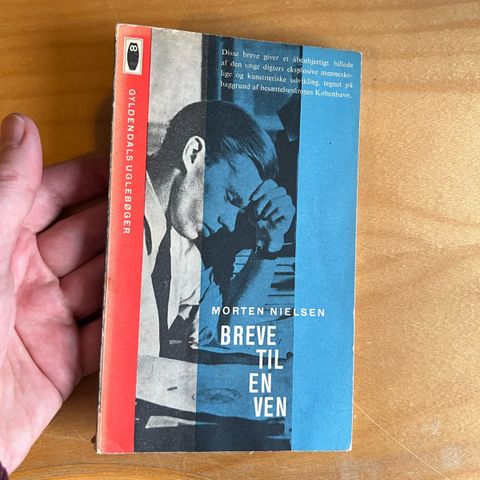 8
GYLDENDALS UGLEBØGER
Disse breve giver et åbenhjertigt billede
af den unge digters eksplosive menneske-
lige og kunstneriske udvikling, tegnet på
baggrund af besættelsesårenes København.
MORTEN NIELSEN
BREVE
TIL
EN
VEN